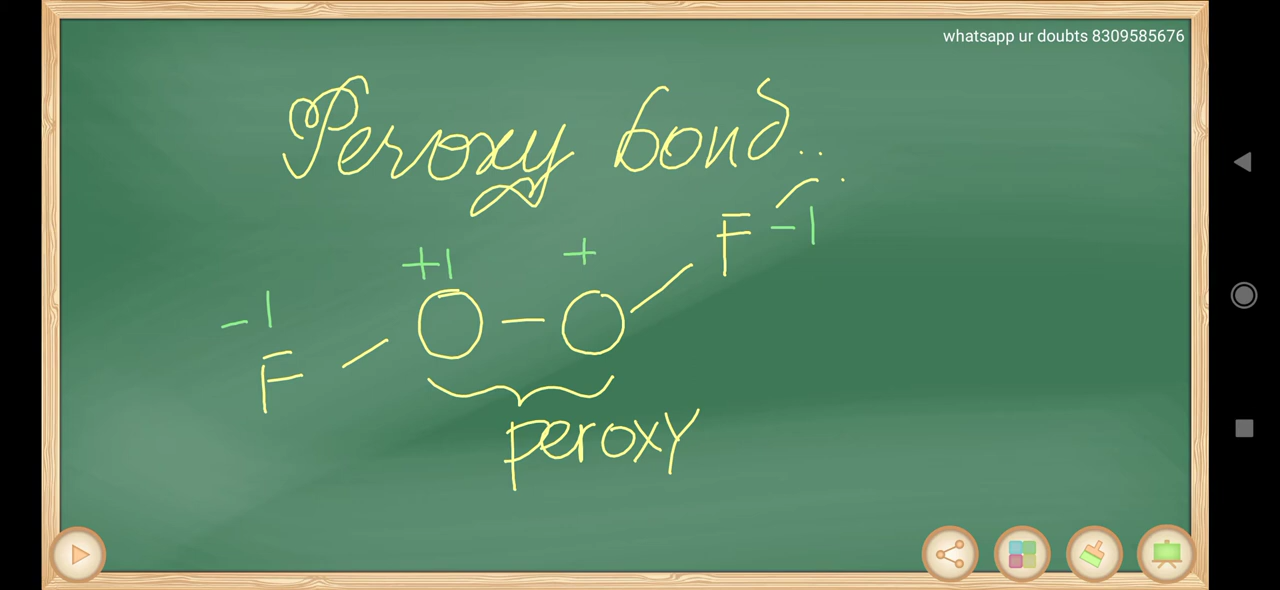 whatsapp ur doubts 8309585676
Peroxy bond..
F -1
+1 +
-1
F - O - O -
peroxy